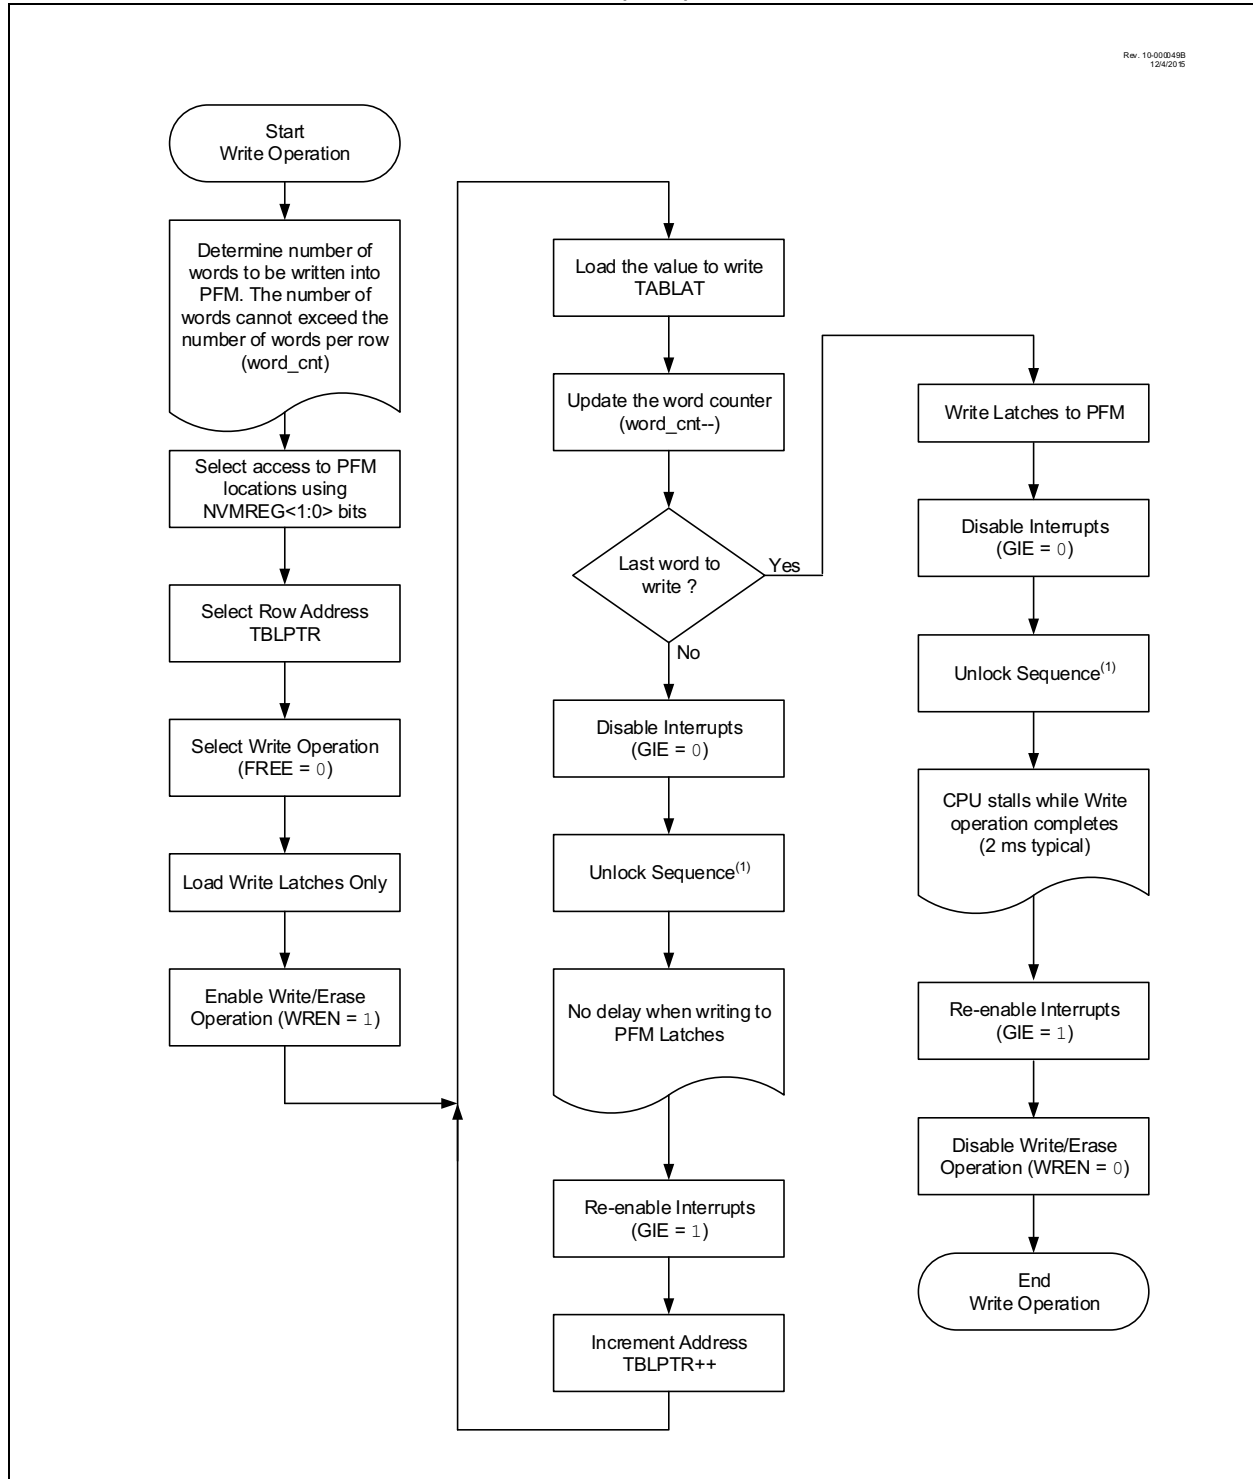 Rev. 10-000049B
12/4/2015
Start
Write Operation
Determine number of
words to be written into
PFM. The number of
words cannot exceed the
number of words per row
(word_cnt)
Select access to PFM
locations using
NVMREG<1:0> bits
Select Row Address
TBLPTR
Select Write Operation
(FREE = 0)
Load Write Latches Only
Enable Write/Erase
Operation (WREN = 1)
Load the value to write
TABLAT
Update the word counter
(word_cnt--)
Last word to
write ?
Yes
No
Disable Interrupts
(GIE = 0)
Unlock Sequence(1)
No delay when writing to
PFM Latches
Re-enable Interrupts
(GIE = 1)
Increment Address
TBLPTR++
Write Latches to PFM
Disable Interrupts
(GIE = 0)
Unlock Sequence(1)
CPU stalls while Write
operation completes
(2 ms typical)
Re-enable Interrupts
(GIE = 1)
Disable Write/Erase
Operation (WREN = 0)
End
Write Operation